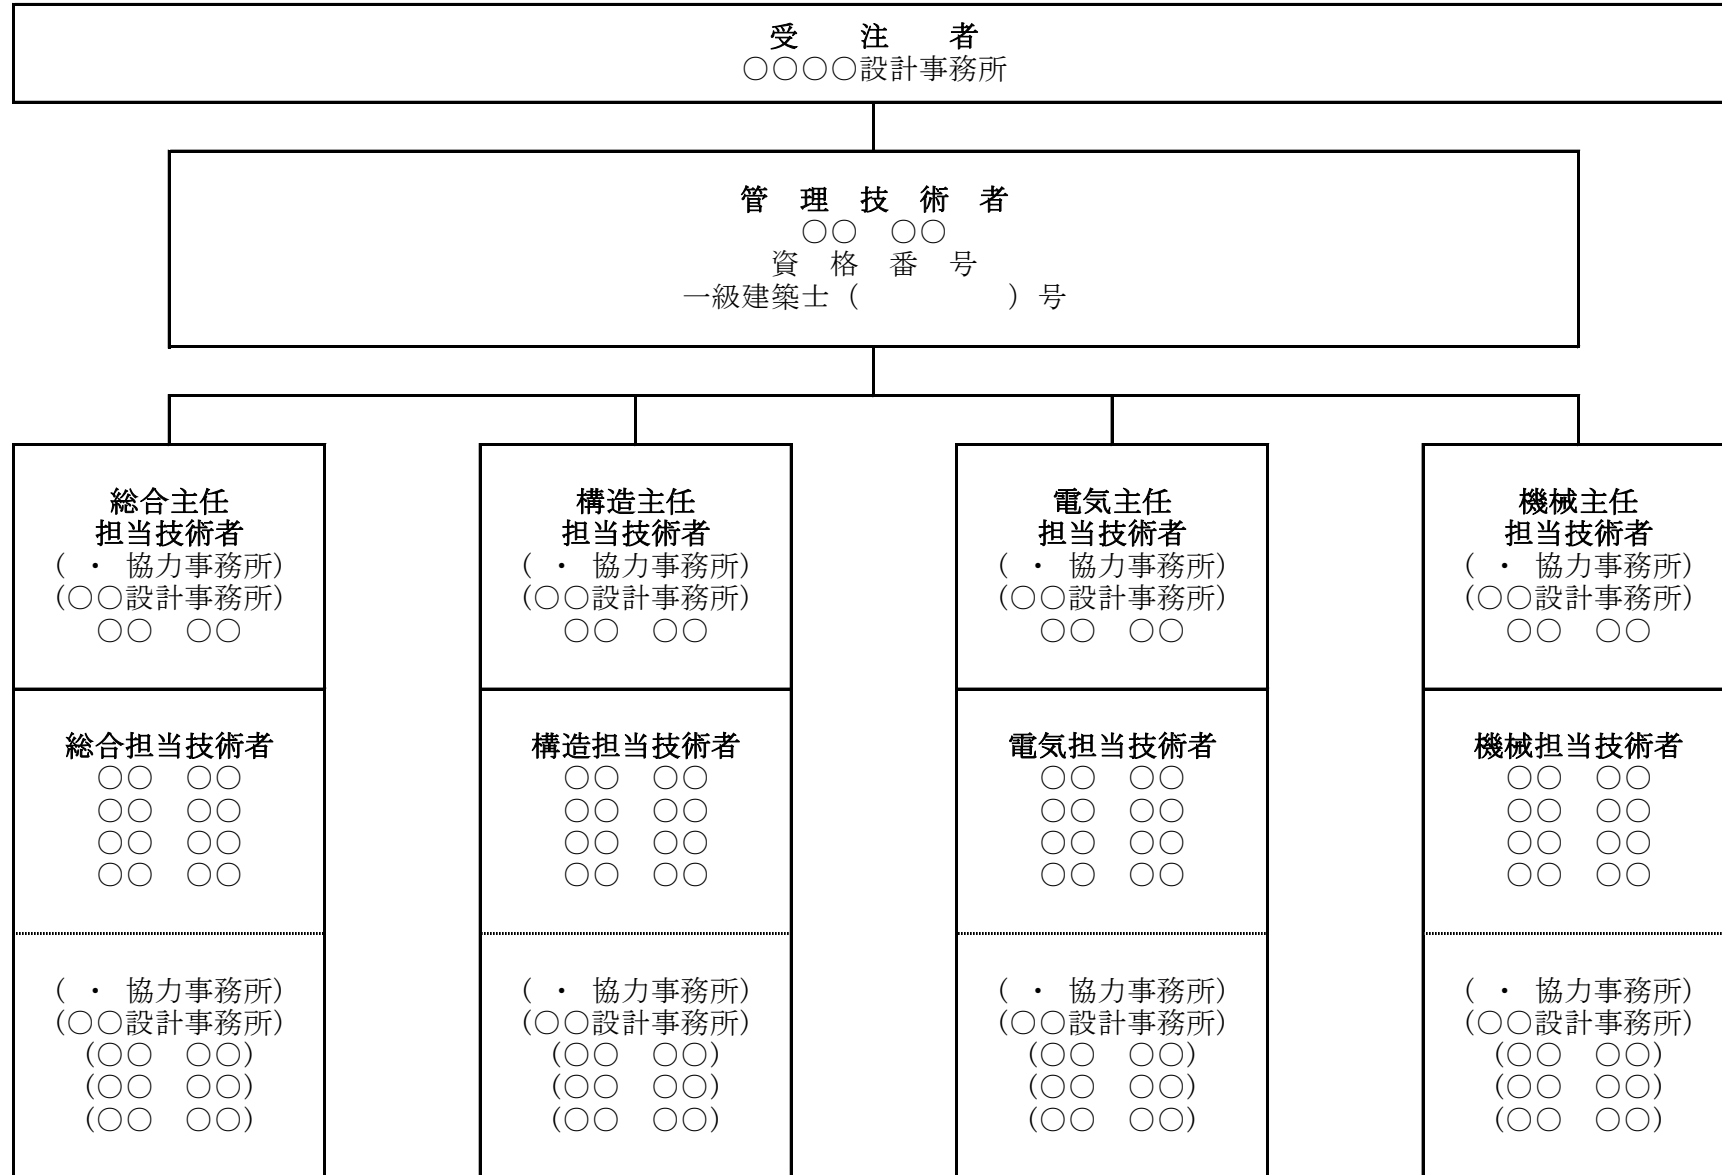 受　注　者
○○○○設計事務所
管　理　技　術　者
○○　○○
資　格　番　号
一級建築士（　　　　　）号
総合主任
担当技術者
（ ・ 協力事務所）
（○○設計事務所）
○○　○○
総合担当技術者
○○　○○
○○　○○
○○　○○
○○　○○
（ ・ 協力事務所）
（○○設計事務所）
（○○　○○）
（○○　○○）
（○○　○○）
構造主任
担当技術者
（ ・ 協力事務所）
（○○設計事務所）
○○　○○
構造担当技術者
○○　○○
○○　○○
○○　○○
○○　○○
（ ・ 協力事務所）
（○○設計事務所）
（○○　○○）
（○○　○○）
（○○　○○）
電気主任
担当技術者
（ ・ 協力事務所）
（○○設計事務所）
○○　○○
電気担当技術者
○○　○○
○○　○○
○○　○○
○○　○○
（ ・ 協力事務所）
（○○設計事務所）
（○○　○○）
（○○　○○）
（○○　○○）
機械主任
担当技術者
（ ・ 協力事務所）
（○○設計事務所）
○○　○○
機械担当技術者
○○　○○
○○　○○
○○　○○
○○　○○
（ ・ 協力事務所）
（○○設計事務所）
（○○　○○）
（○○　○○）
（○○　○○）